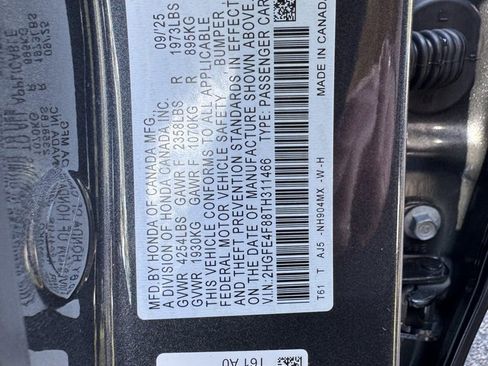 MFD.BY HONDA OF CANADA MFG. 09/25
A DIVISION OF HONDA CANADA INC.
GVWR 4254LBS GAWR F 2358LBS R 1973LBS
GVWR 1930KG GAWR F 1070KG R 895KG
THIS VEHICLE CONFORMS TO ALL APPLICABLE
FEDERAL MOTOR VEHICLE SAFETY, BUMPER,
AND THEFT PREVENTION STANDARDS IN EFFECT
ON THE DATE OF MANUFACTURE SHOWN ABOVE.
V.I.N. 2HGFE4F88TH311466 TYPE: PASSENGER CAR
T61 T AJ5 -NH904MX -W -H MADE IN CANADA
T61 A0